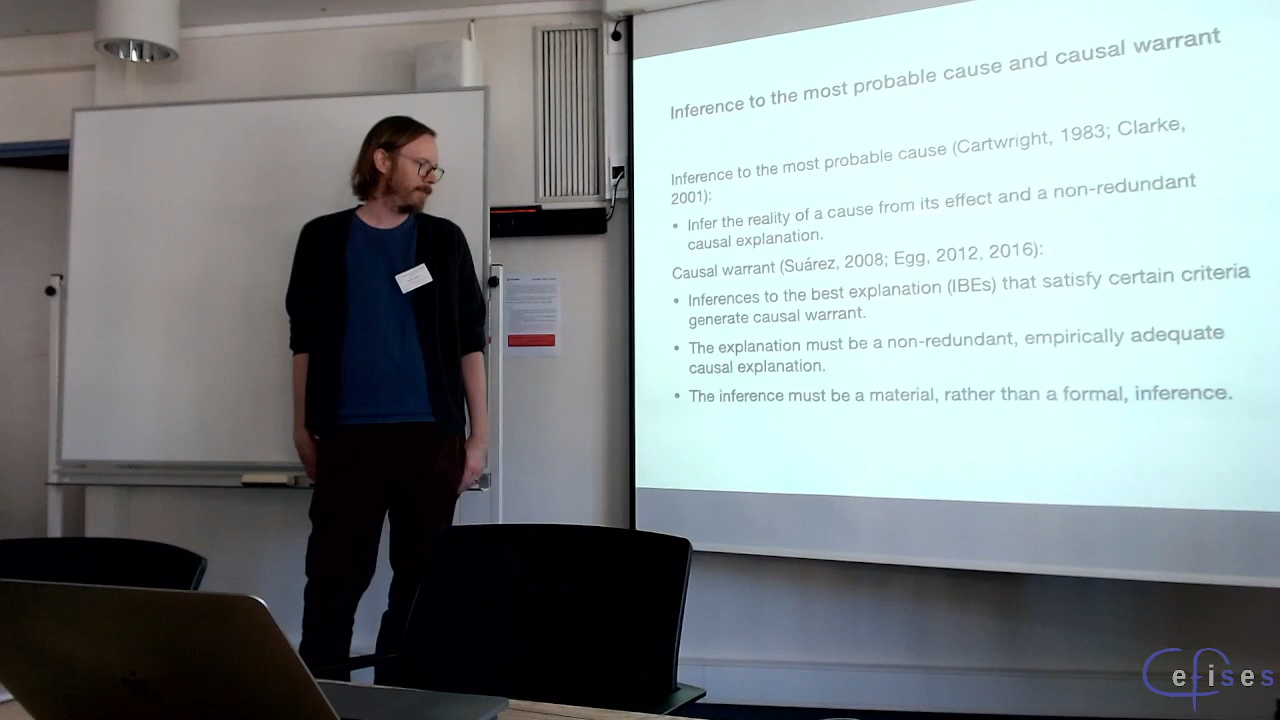 Inference to the most probable cause and causal warrant
Inference to the most probable cause (Cartwright, 1983; Clarke,
2001):
• Infer the reality of a cause from its effect and a non-redundant
causal explanation.
Causal warrant (Suárez, 2008; Egg, 2012, 2016):
• Inferences to the best explanation (IBEs) that satisfy certain criteria
generate causal warrant.
• The explanation must be a non-redundant, empirically adequate
causal explanation.
• The inference must be a material, rather than a formal, inference.
Cefises